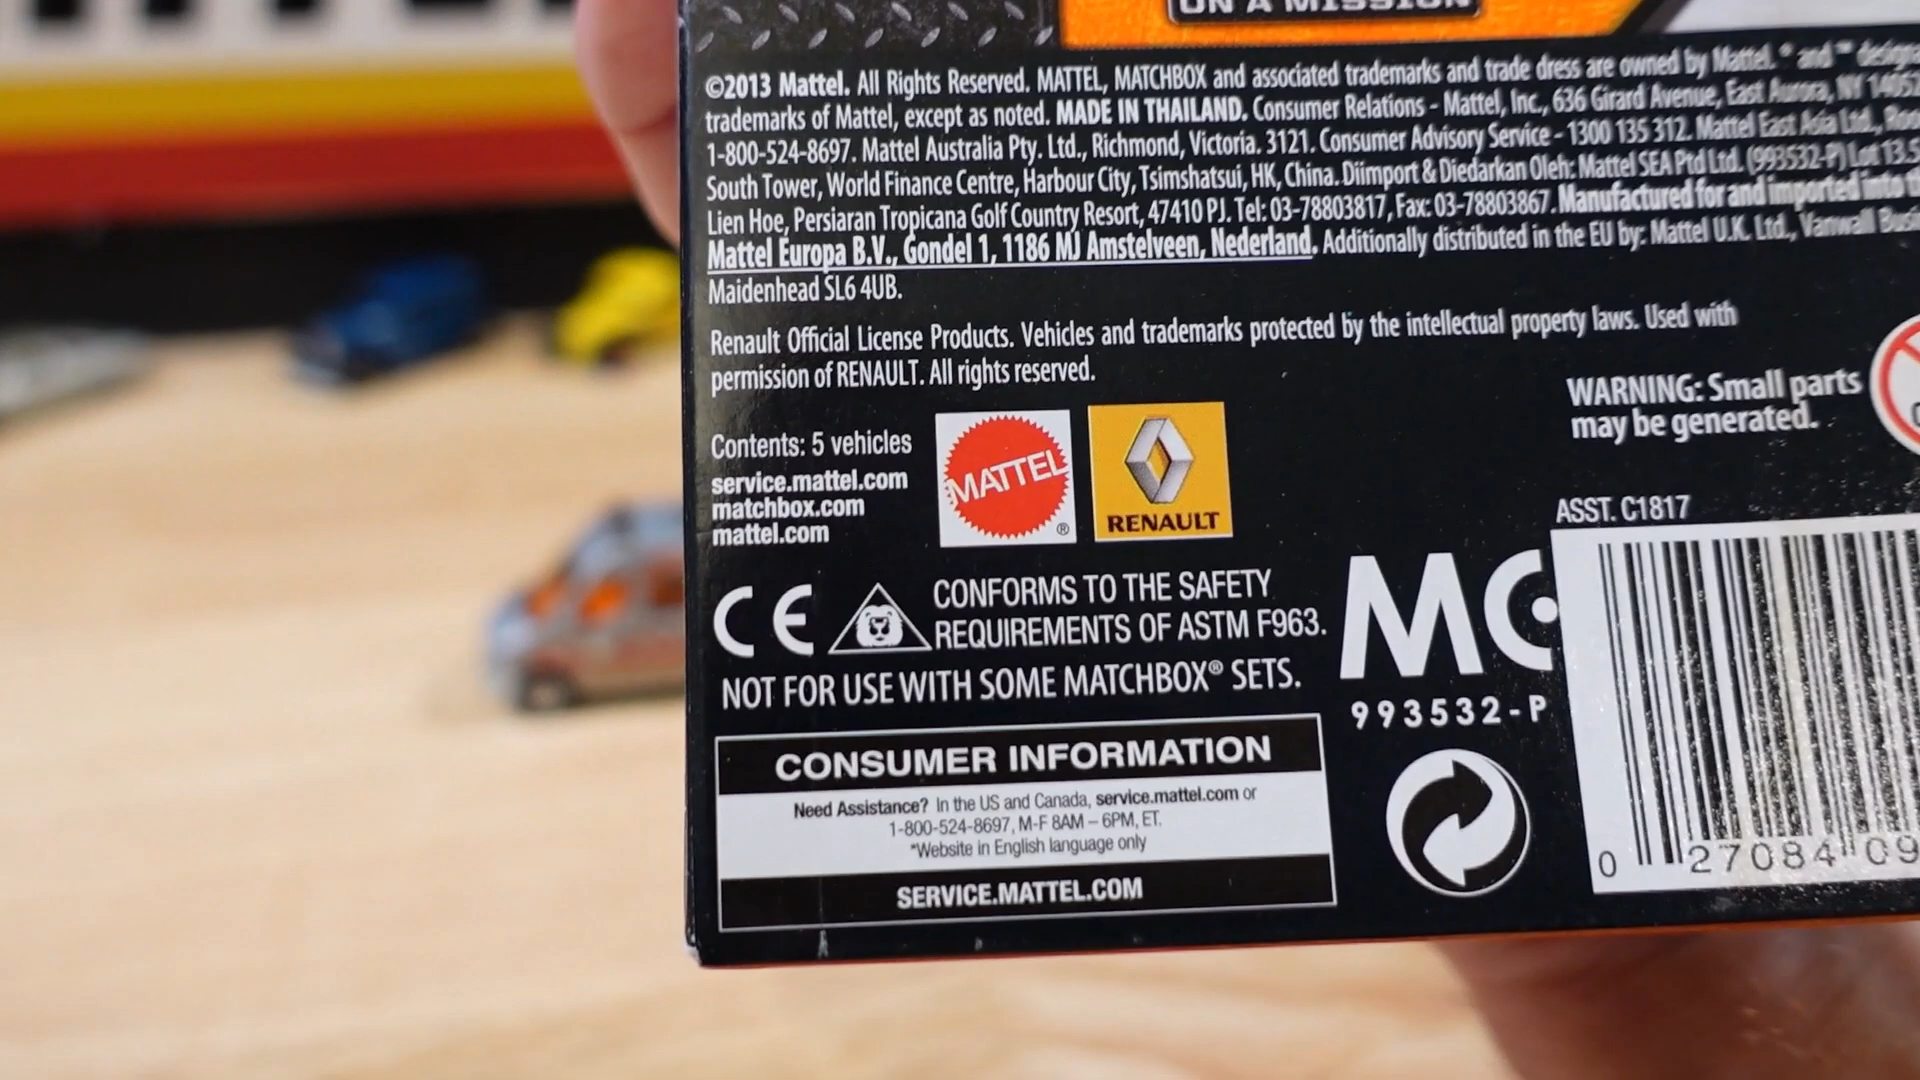 ON A MISSION
©2013 Mattel. All Rights Reserved. MATTEL, MATCHBOX and associated trademarks and trade dress are owned by Mattel. ® and ™
trademarks of Mattel, except as noted. MADE IN THAILAND. Consumer Relations - Mattel, Inc., 636 Girard Avenue, East Aurora, NY 14052
1-800-524-8697. Mattel Australia Pty. Ltd., Richmond, Victoria. 3121. Consumer Advisory Service - 1300 135 312. Mattel East Asia Ltd.,
South Tower, World Finance Centre, Harbour City, Tsimshatsui, HK, China. Diimport & Diedarkan Oleh: Mattel SEA Ptd Ltd. (993532-P) Lot 13.5
Lien Hoe, Persiaran Tropicana Golf Country Resort, 47410 PJ. Tel: 03-78803817, Fax: 03-78803867. Manufactured for and imported into
Mattel Europa B.V., Gondel 1, 1186 MJ Amstelveen, Nederland. Additionally distributed in the EU by: Mattel U.K. Ltd., Vanwall
Maidenhead SL6 4UB.
Renault Official License Products. Vehicles and trademarks protected by the intellectual property laws. Used with
permission of RENAULT. All rights reserved.
WARNING: Small parts
may be generated.
Contents: 5 vehicles
service.mattel.com
matchbox.com
mattel.com
MATTEL ®
RENAULT
ASST. C1817
CE
CONFORMS TO THE SAFETY
REQUIREMENTS OF ASTM F963.
NOT FOR USE WITH SOME MATCHBOX® SETS.
MC
993532-P
CONSUMER INFORMATION
Need Assistance? In the US and Canada, service.mattel.com or
1-800-524-8697, M-F 8AM – 6PM, ET.
*Website in English language only
SERVICE.MATTEL.COM
0 27084 09